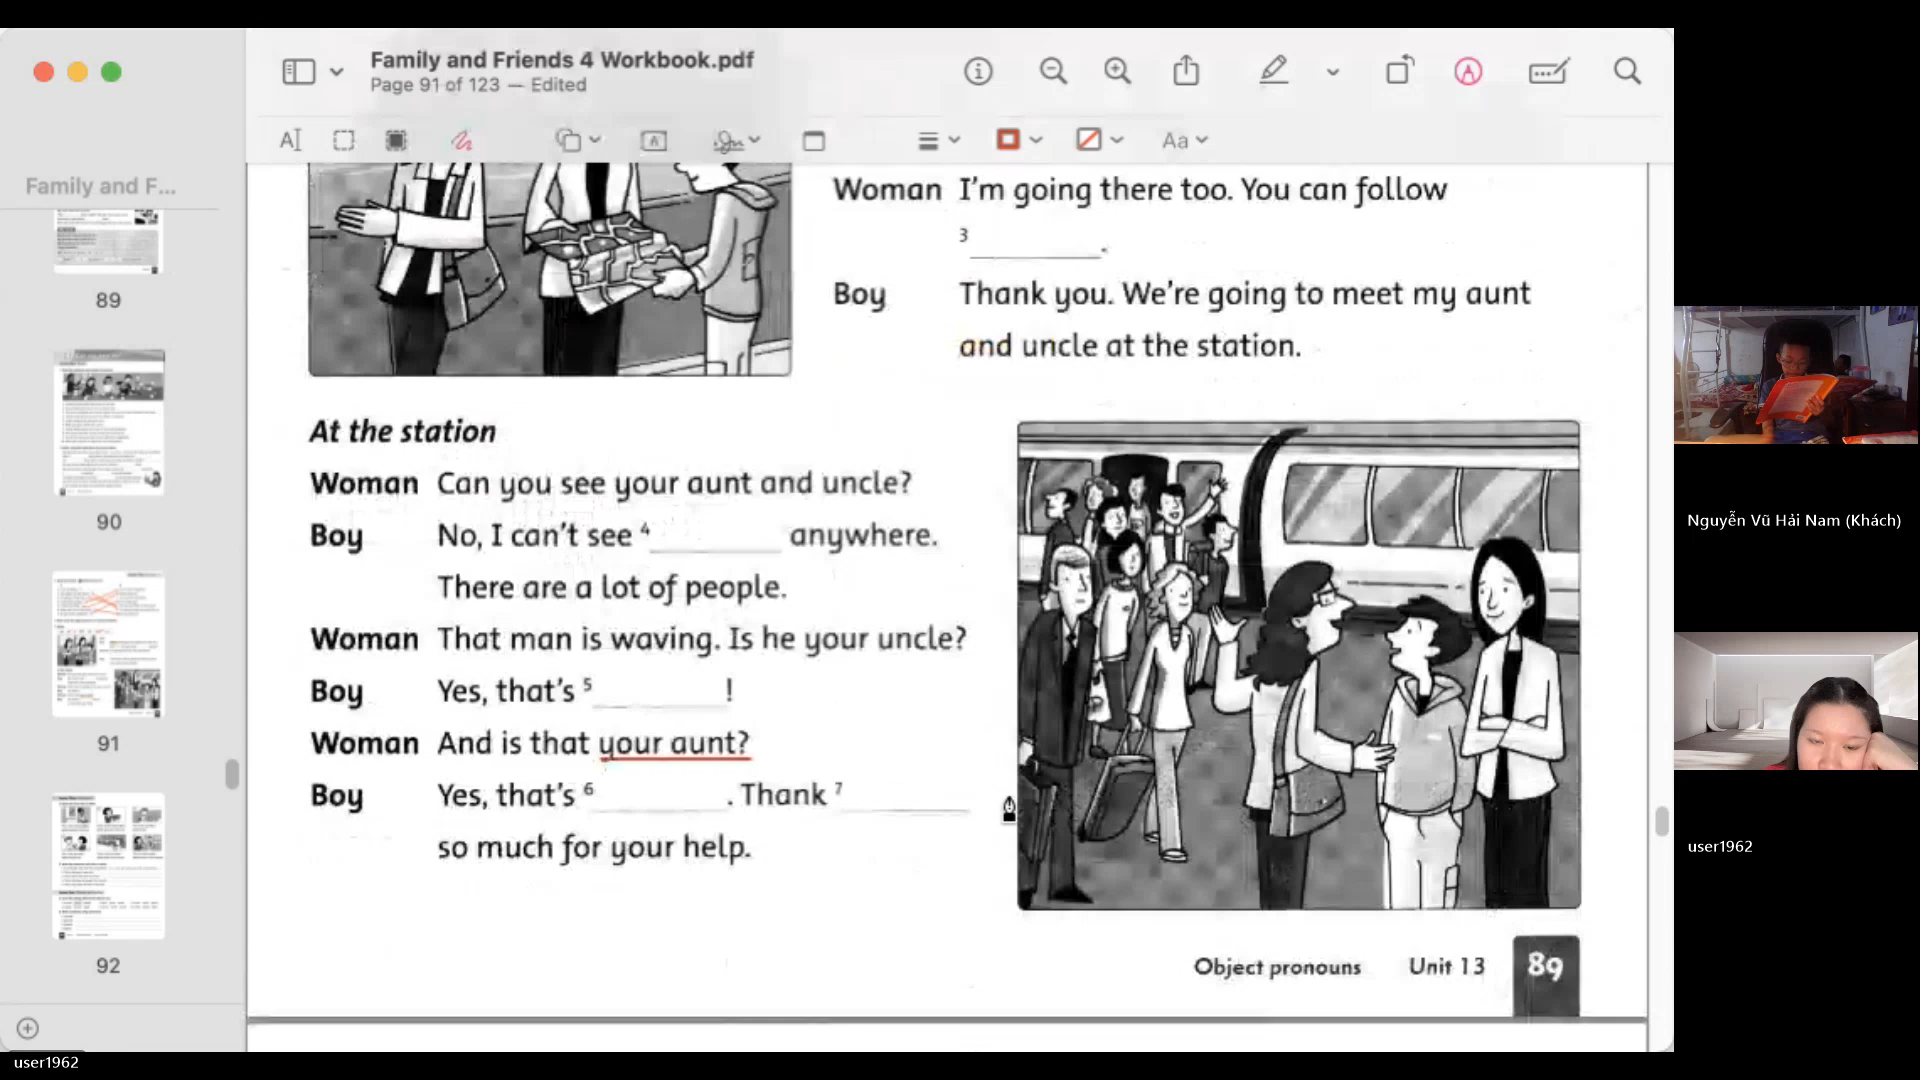 Family and Friends 4 Workbook.pdf
Page 91 of 123 — Edited
Family and F...
89
90
91
92
Woman I'm going there too. You can follow
3 ________.
Boy Thank you. We're going to meet my aunt
and uncle at the station.
At the station
Woman Can you see your aunt and uncle?
Boy No, I can't see 4 ________ anywhere.
There are a lot of people.
Woman That man is waving. Is he your uncle?
Boy Yes, that's 5 ________ !
Woman And is that your aunt?
Boy Yes, that's 6 ________ . Thank 7 ________
so much for your help.
Object pronouns Unit 13 89
Nguyễn Vũ Hải Nam (Khách)
user1962
user1962